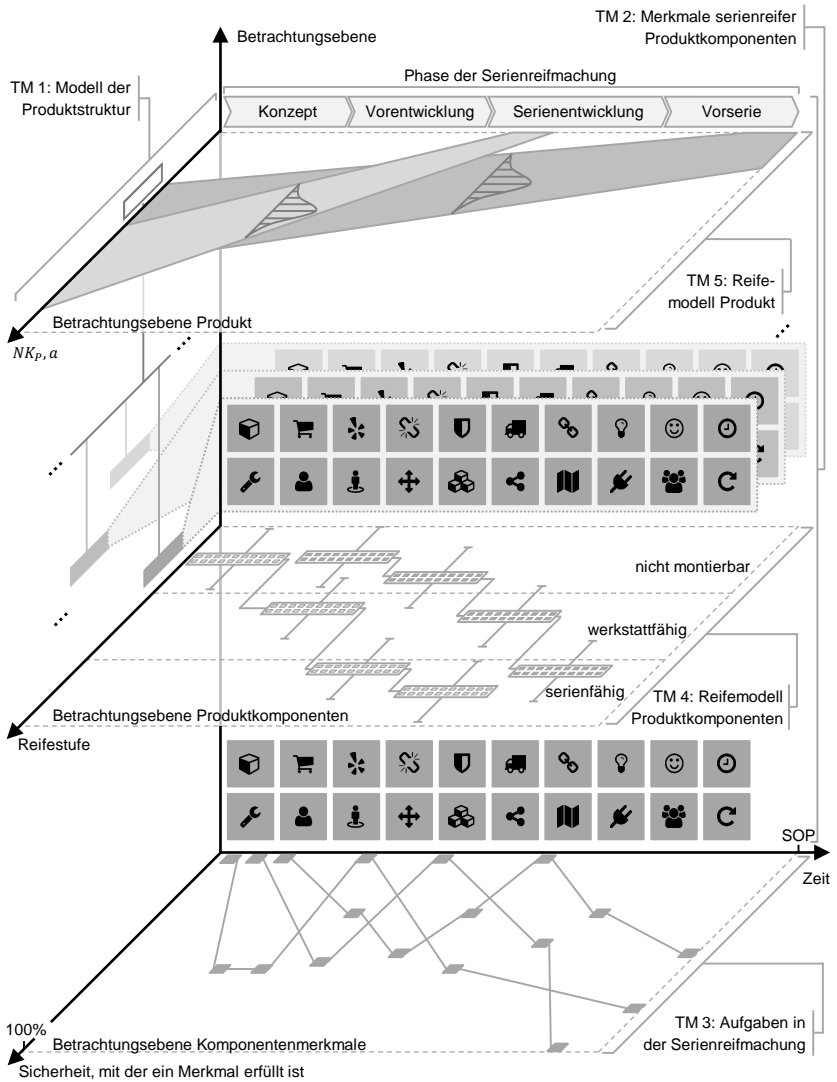 TM 2: Merkmale serienreifer
Produktkomponenten
Betrachtungsebene
TM 1: Modell der
Produktstruktur
Phase der Serienreifmachung
Konzept
Vorentwicklung
Serienentwicklung
Vorserie
TM 5: Reife-
modell Produkt
Betrachtungsebene Produkt
NK_P, a
nicht montierbar
werkstattfähig
serienfähig
TM 4: Reifemodell
Produktkomponenten
Betrachtungsebene Produktkomponenten
Reifestufe
SOP
Zeit
100%
TM 3: Aufgaben in
der Serienreifmachung
Betrachtungsebene Komponentenmerkmale
Sicherheit, mit der ein Merkmal erfüllt ist